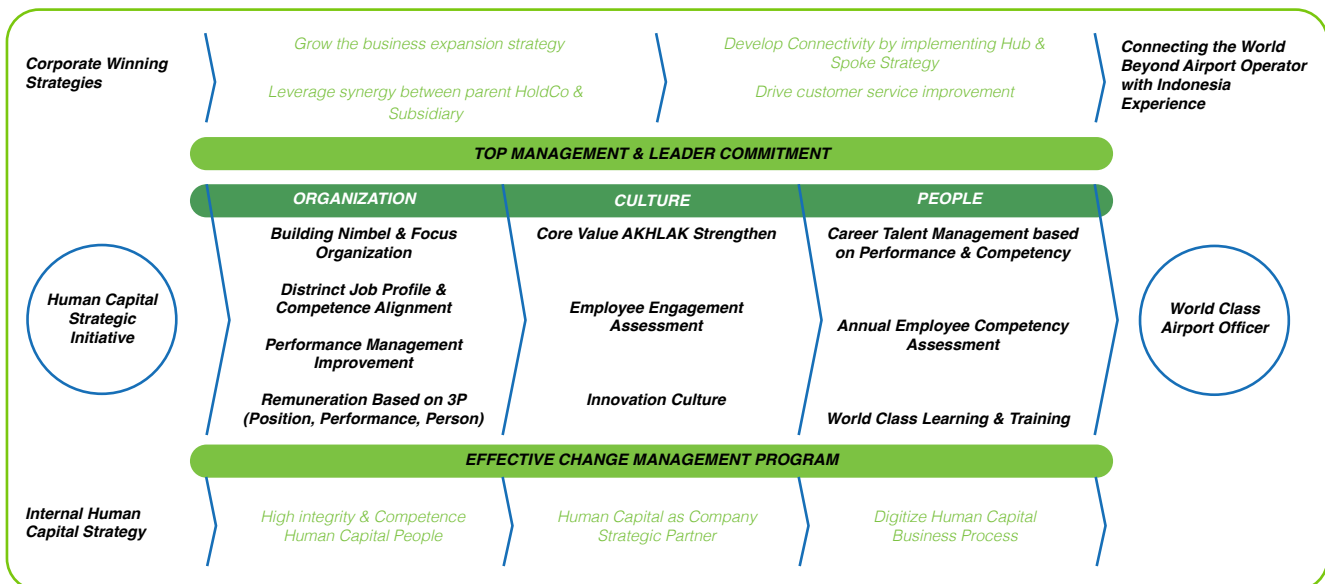 Corporate Winning
Strategies
Grow the business expansion strategy
Leverage synergy between parent HoldCo &
Subsidiary
Develop Connectivity by implementing Hub &
Spoke Strategy
Drive customer service improvement
Connecting the World
Beyond Airport Operator
with Indonesia
Experience
TOP MANAGEMENT & LEADER COMMITMENT
Human Capital
Strategic
Initiative
ORGANIZATION
Building Nimbel & Focus
Organization
Distrinct Job Profile &
Competence Alignment
Performance Management
Improvement
Remuneration Based on 3P
(Position, Performance, Person)
CULTURE
Core Value AKHLAK Strengthen
Employee Engagement
Assessment
Innovation Culture
PEOPLE
Career Talent Management based
on Performance & Competency
Annual Employee Competency
Assessment
World Class Learning & Training
World Class
Airport Officer
EFFECTIVE CHANGE MANAGEMENT PROGRAM
Internal Human
Capital Strategy
High integrity & Competence
Human Capital People
Human Capital as Company
Strategic Partner
Digitize Human Capital
Business Process